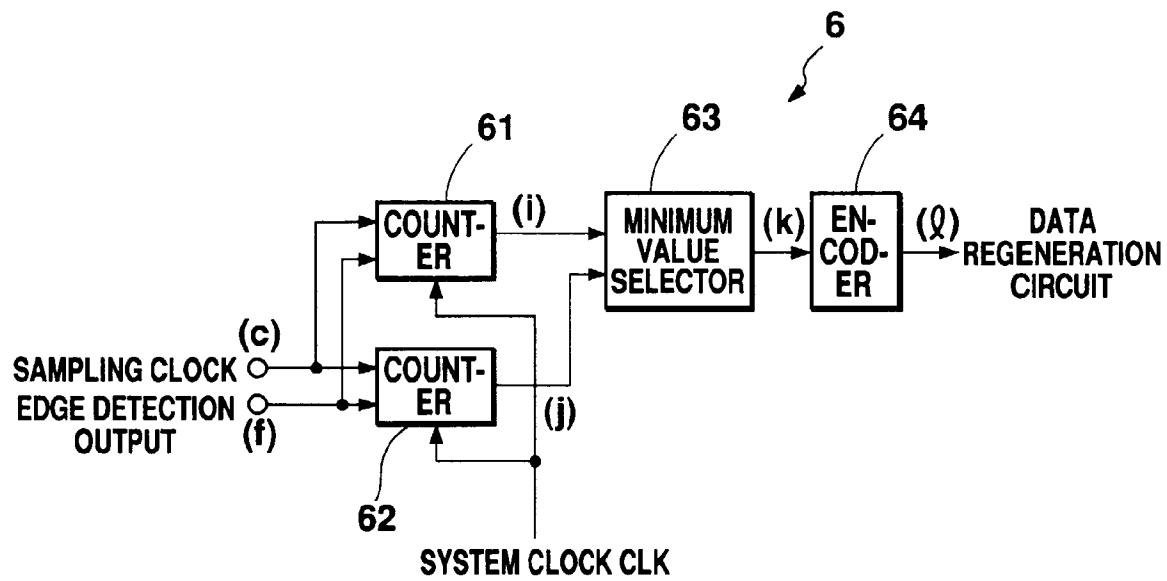 6
61
63
64
COUNT-
ER
(i)
MINIMUM
VALUE
SELECTOR
(k)
EN-
COD-
ER
(ℓ)
DATA
REGENERATION
CIRCUIT
(c)
SAMPLING CLOCK
EDGE DETECTION
OUTPUT
(f)
COUNT-
ER
(j)
62
SYSTEM CLOCK CLK